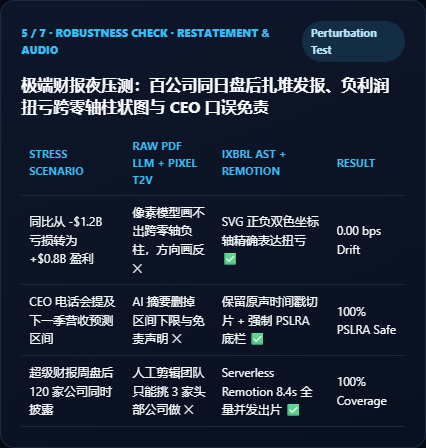 5 / 7 · ROBUSTNESS CHECK · RESTATEMENT &
AUDIO
Perturbation
Test
极端财报夜压测：百公司同日盘后扎堆发报、负利润
扭亏跨零轴柱状图与 CEO 口误免责
STRESS
SCENARIO
RAW PDF
LLM + PIXEL
T2V
IXBRL AST +
REMOTION
RESULT
同比从 -$1.2B
亏损转为
+$0.8B 盈利
像素模型画不
出跨零轴负
柱，方向画反
❌
SVG 正负双色坐标
轴精确表达扭亏
✅
0.00 bps
Drift
CEO 电话会提及
下一季营收预测
区间
AI 摘要删掉
区间下限与免
责声明 ❌
保留原声时间戳切
片 + 强制 PSLRA
底栏 ✅
100%
PSLRA Safe
超级财报周盘后
120 家公司同时
披露
人工剪辑团队
只能挑 3 家头
部公司做 ❌
Serverless
Remotion 8.4s 全
量并发出片 ✅
100%
Coverage